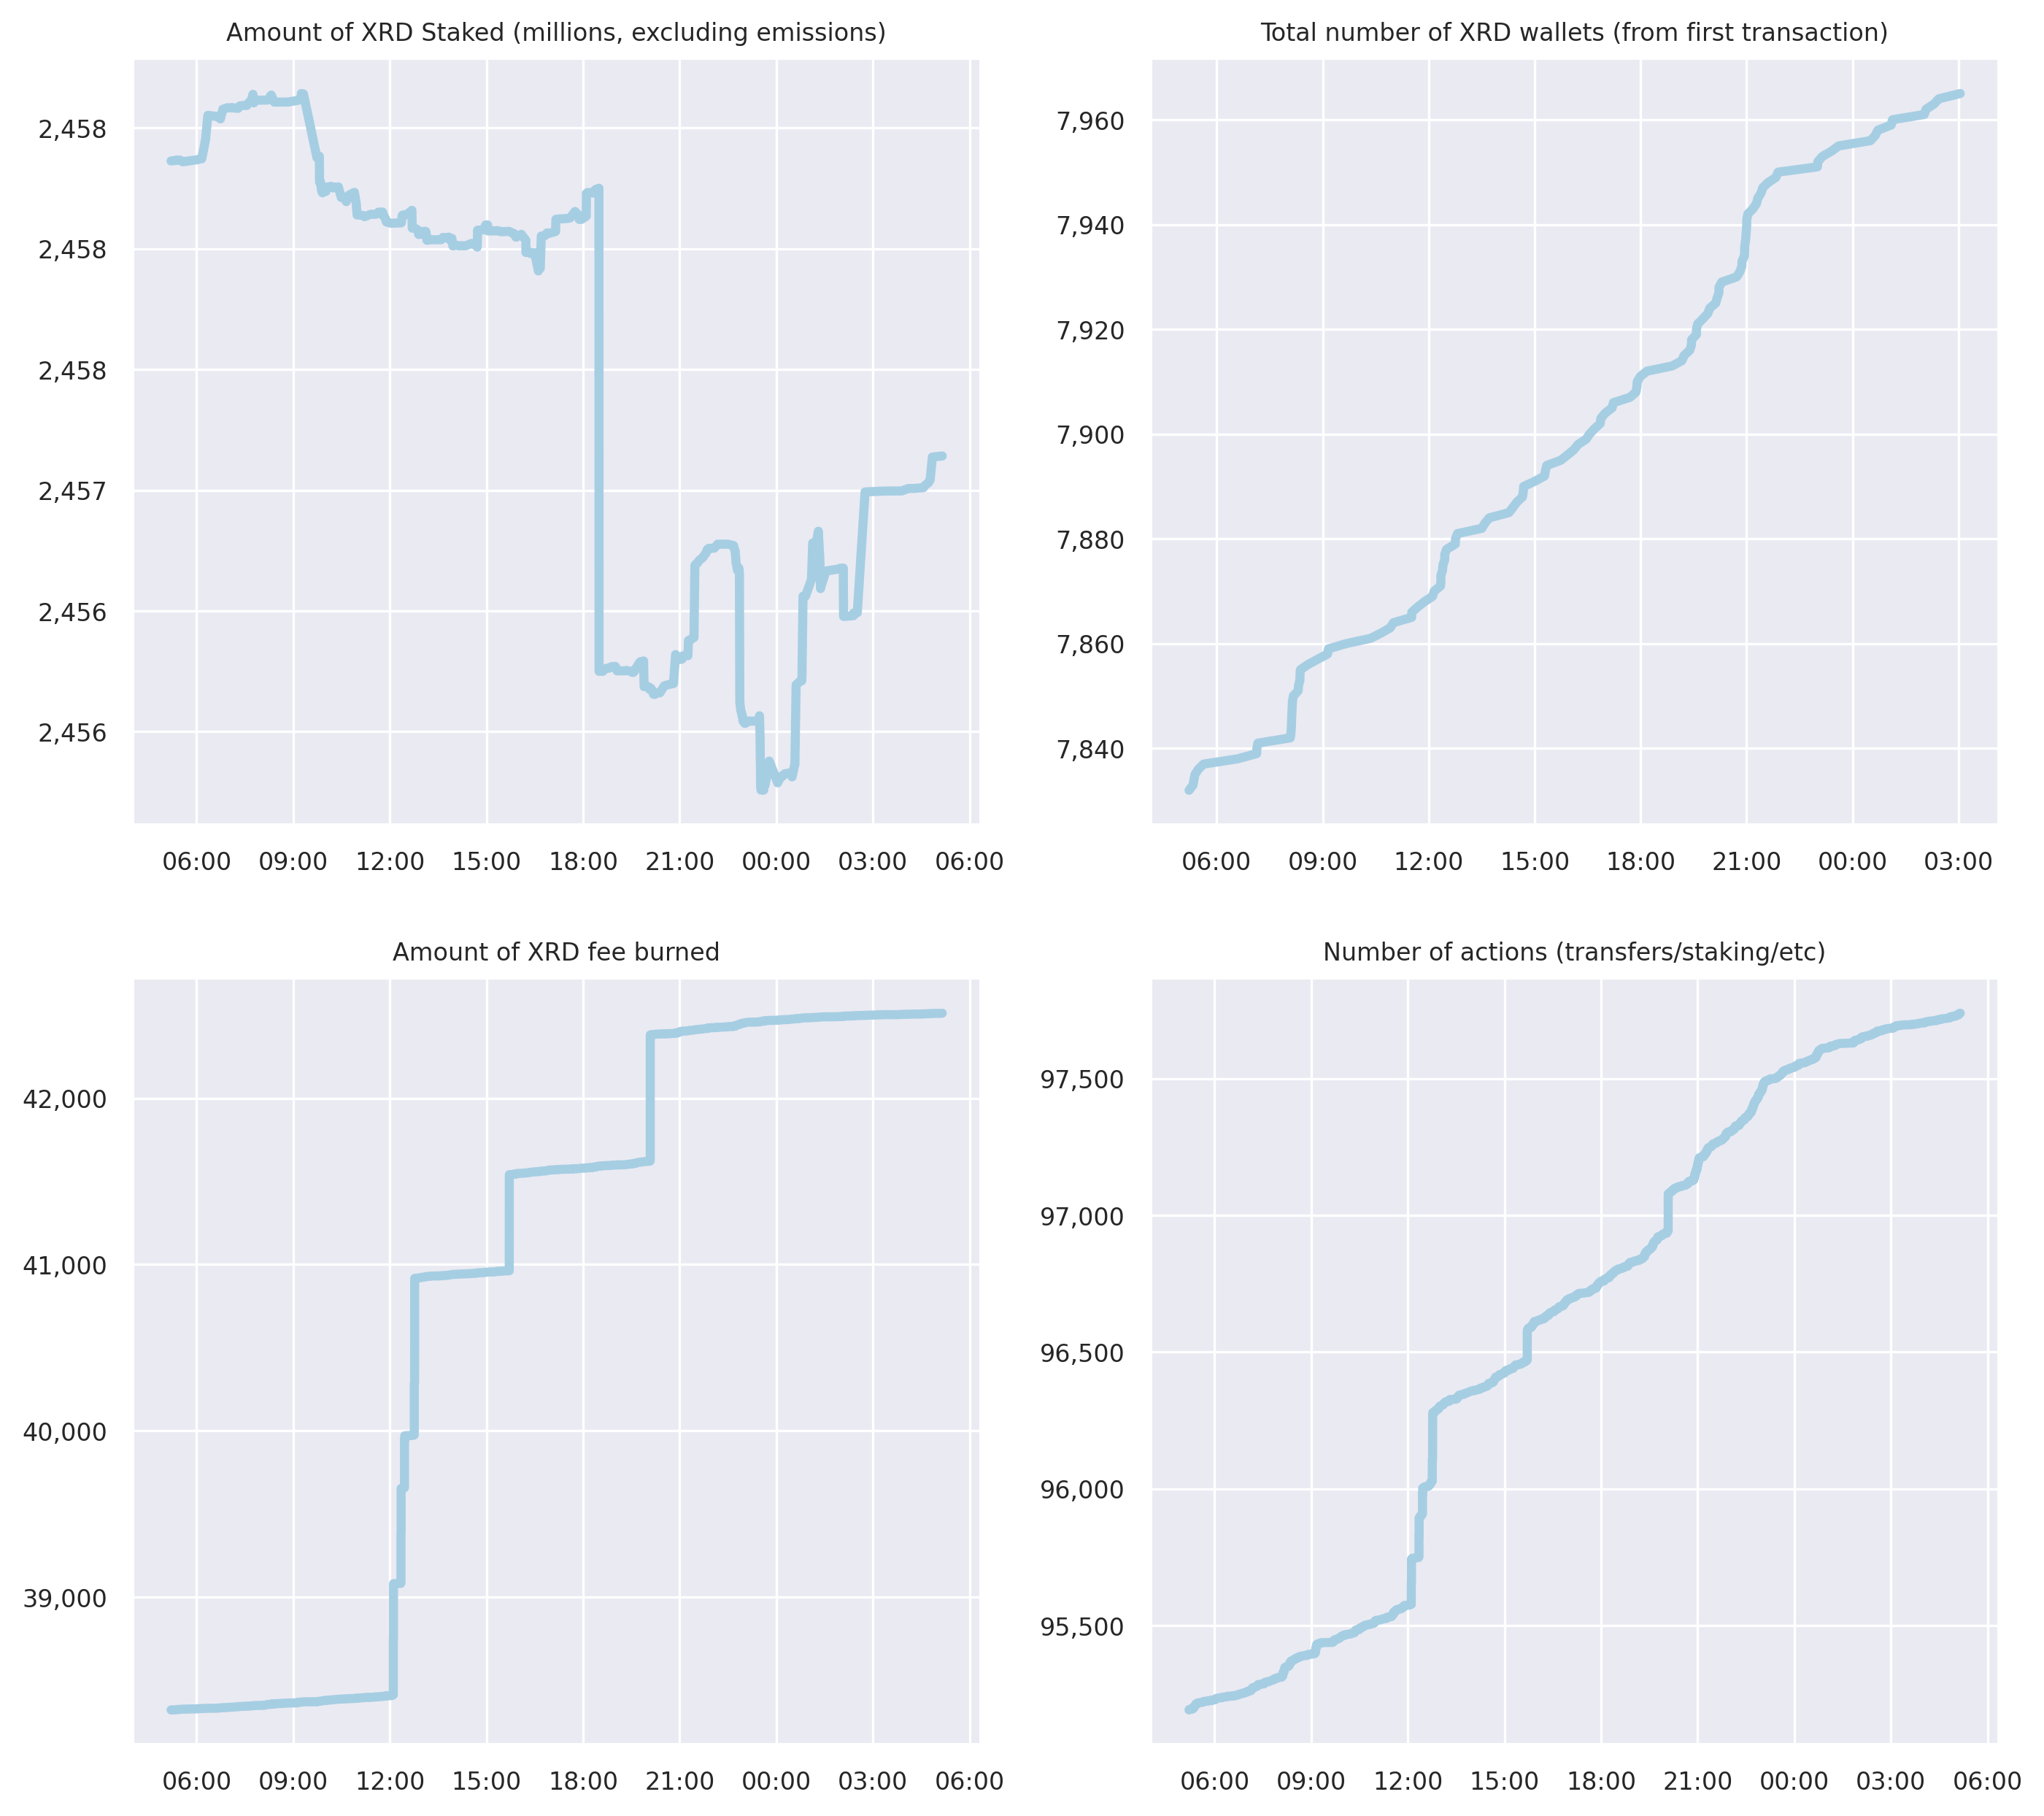 Amount of XRD Staked (millions, excluding emissions)
2,458
2,458
2,458
2,457
2,456
2,456
06:00 09:00 12:00 15:00 18:00 21:00 00:00 03:00 06:00
Total number of XRD wallets (from first transaction)
7,960
7,940
7,920
7,900
7,880
7,860
7,840
06:00 09:00 12:00 15:00 18:00 21:00 00:00 03:00
Amount of XRD fee burned
42,000
41,000
40,000
39,000
06:00 09:00 12:00 15:00 18:00 21:00 00:00 03:00 06:00
Number of actions (transfers/staking/etc)
97,500
97,000
96,500
96,000
95,500
06:00 09:00 12:00 15:00 18:00 21:00 00:00 03:00 06:00